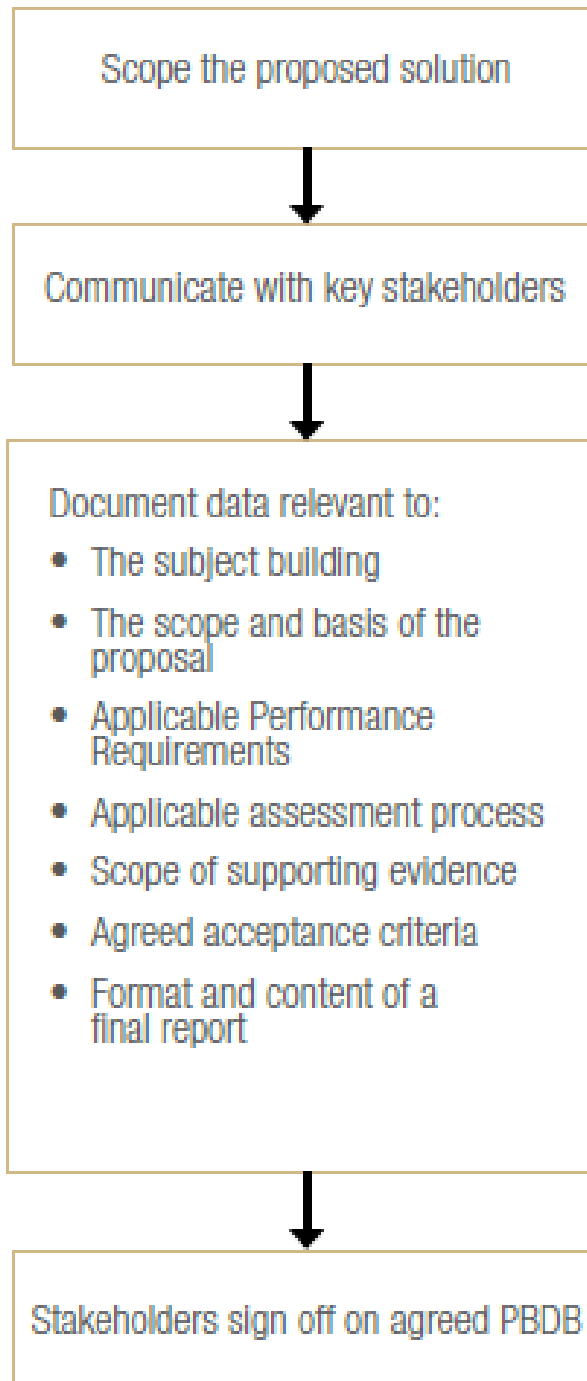 Scope the proposed solution
Communicate with key stakeholders
Document data relevant to:
• The subject building
• The scope and basis of the
proposal
• Applicable Performance
Requirements
• Applicable assessment process
• Scope of supporting evidence
• Agreed acceptance criteria
• Format and content of a
final report
Stakeholders sign off on agreed PBDB